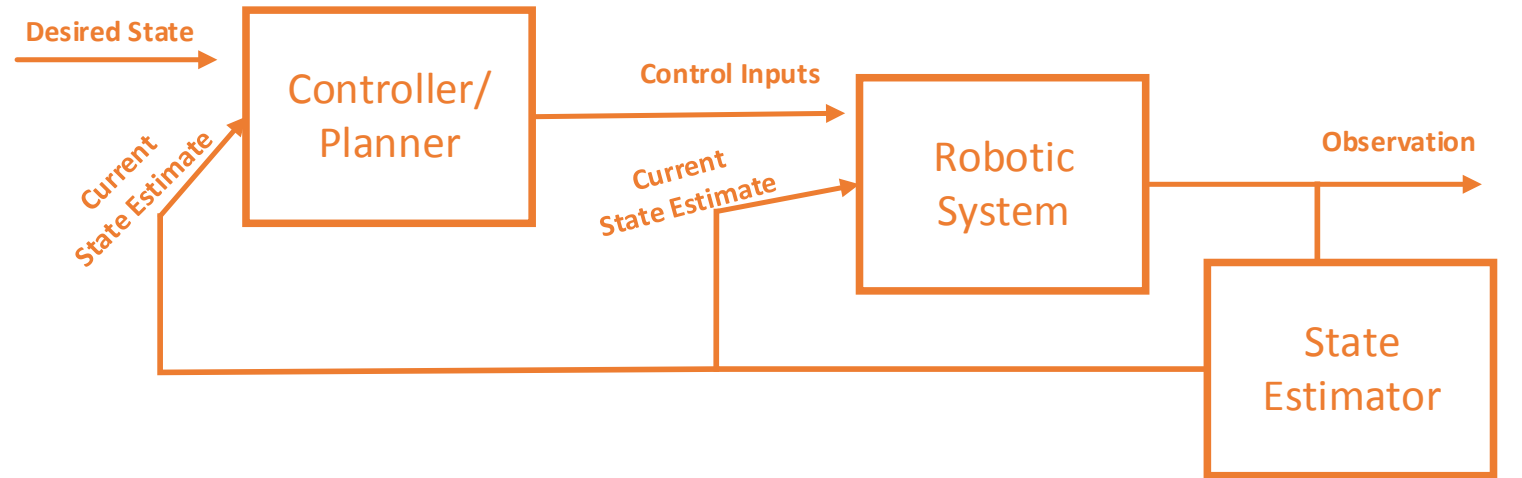 Desired State
Controller/
Planner
Current
State Estimate
Control Inputs
Current
State Estimate
Robotic
System
Observation
State
Estimator